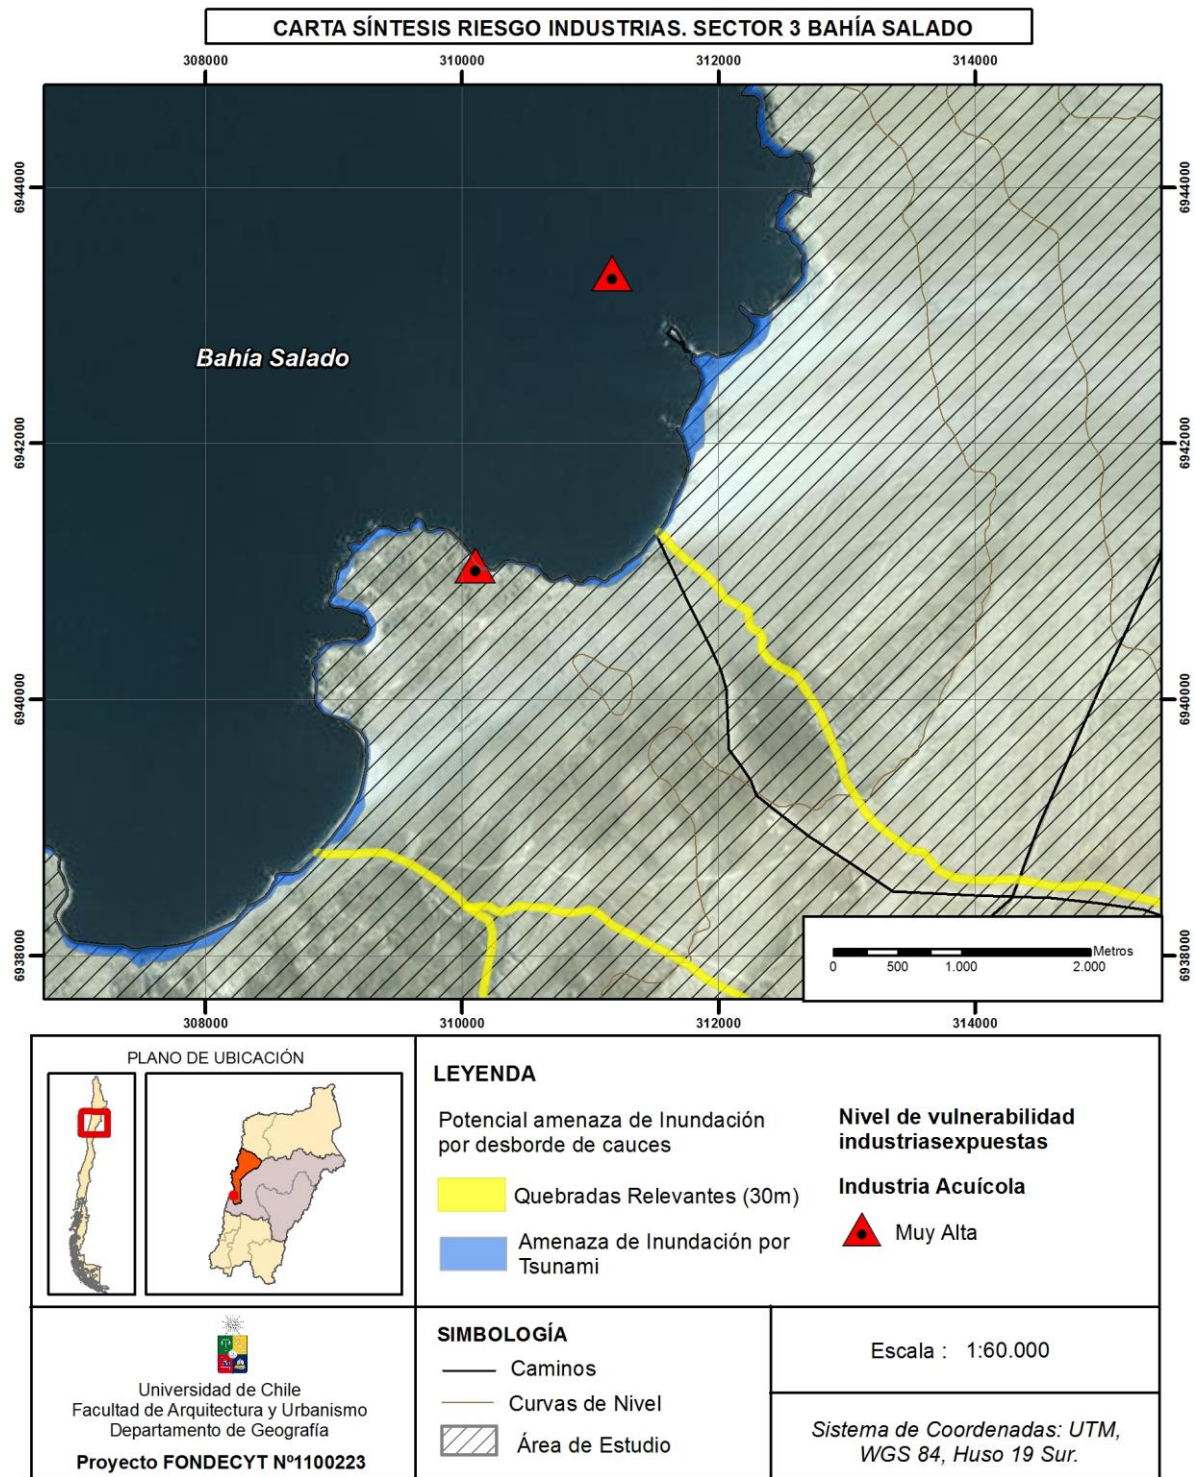 CARTA SÍNTESIS RIESGO INDUSTRIAS. SECTOR 3 BAHÍA SALADO
308000 310000 312000 314000
6944000 6944000
Bahía Salado
6942000 6942000
6940000 6940000
6938000 6938000
Metros
0 500 1.000 2.000
308000 310000 312000 314000
PLANO DE UBICACIÓN
LEYENDA
Potencial amenaza de Inundación
por desborde de cauces
Quebradas Relevantes (30m)
Amenaza de Inundación por
Tsunami
Nivel de vulnerabilidad
industriasexpuestas
Industria Acuícola
Muy Alta
Universidad de Chile
Facultad de Arquitectura y Urbanismo
Departamento de Geografía
Proyecto FONDECYT Nº1100223
SIMBOLOGÍA
Caminos
Curvas de Nivel
Área de Estudio
Escala : 1:60.000
Sistema de Coordenadas: UTM,
WGS 84, Huso 19 Sur.